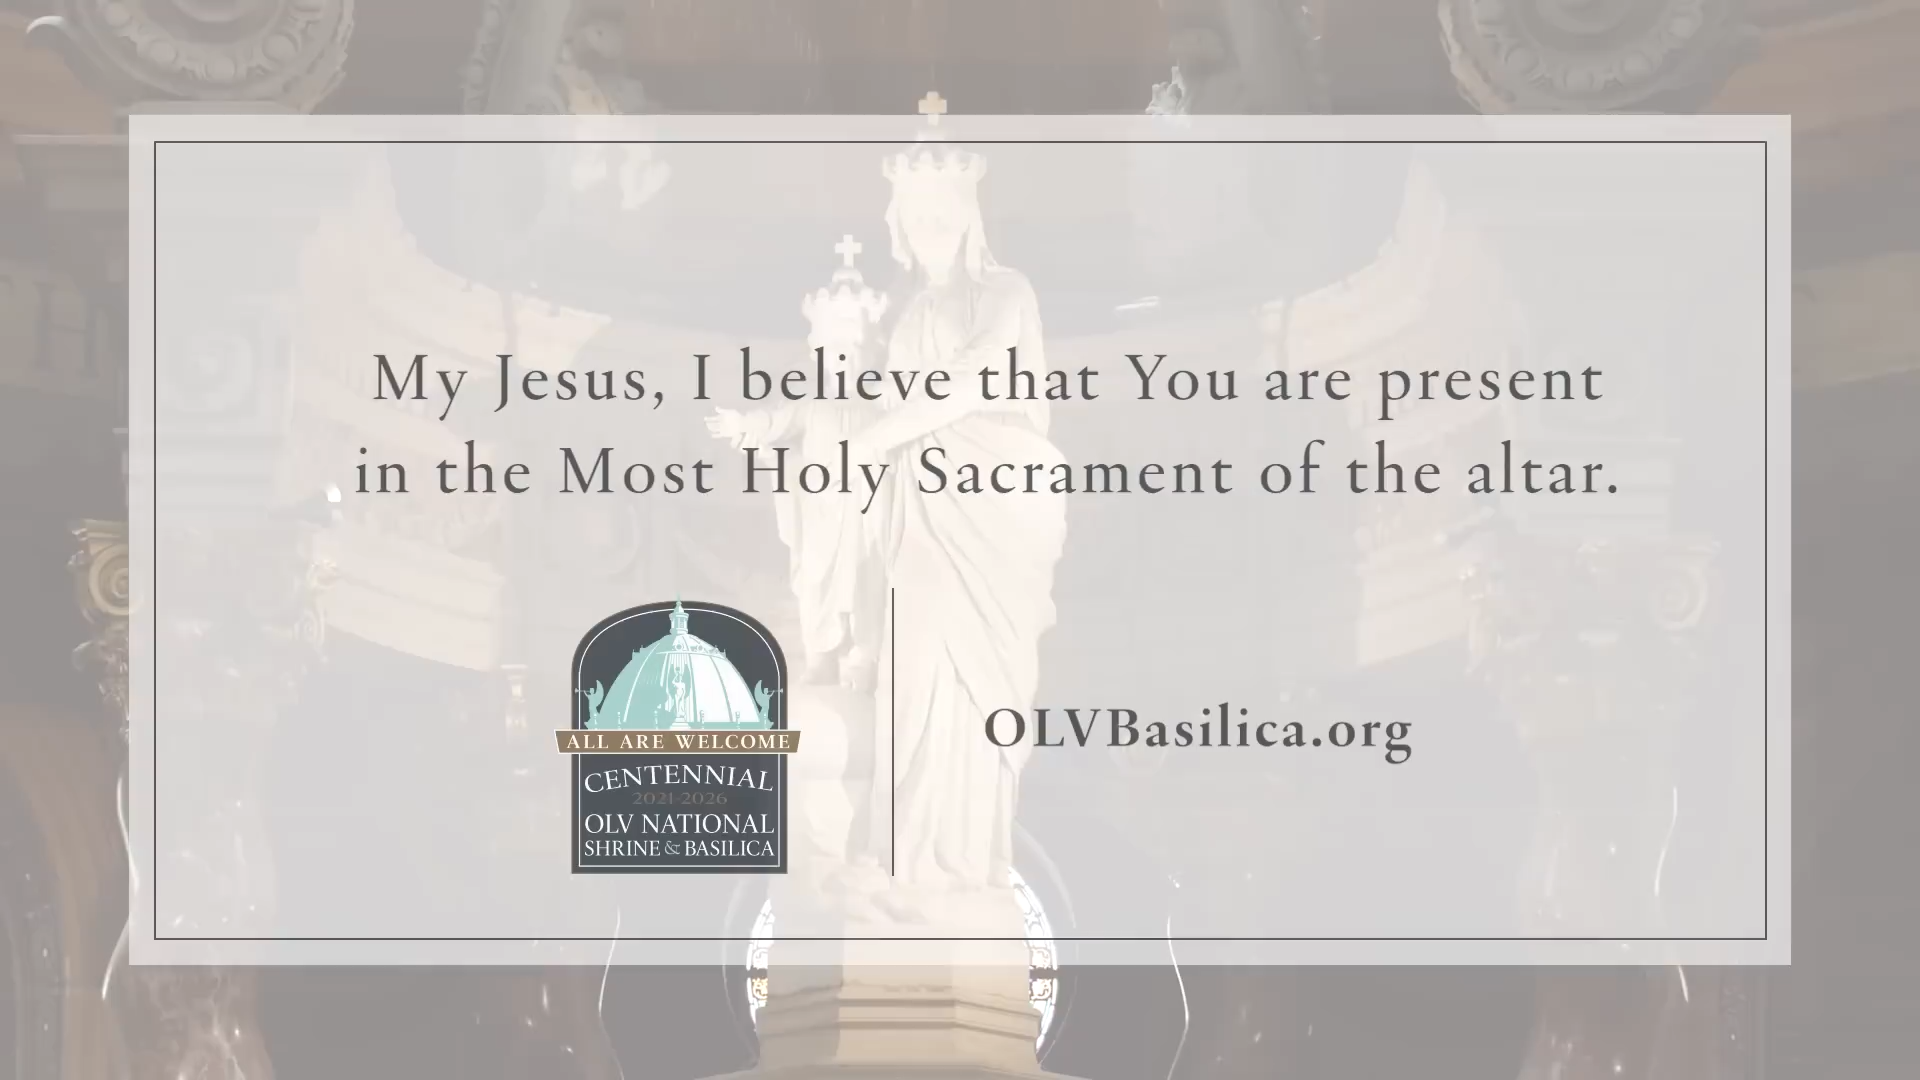 My Jesus, I believe that You are present
in the Most Holy Sacrament of the altar.
ALL ARE WELCOME
CENTENNIAL
2021-2026
OLV NATIONAL
SHRINE & BASILICA
OLVBasilica.org